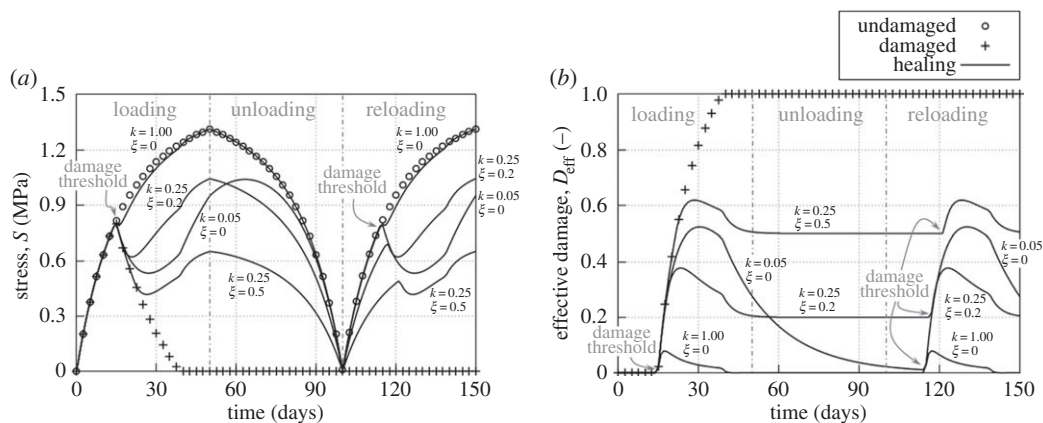 undamaged
damaged
healing
(a)
1.5
1.2
0.9
0.6
0.3
0
stress, S (MPa)
loading
unloading
reloading
k = 1.00
ξ = 0
damage
threshold
k = 0.25
ξ = 0.2
k = 0.05
ξ = 0
k = 0.25
ξ = 0.5
k = 1.00
ξ = 0
damage
threshold
k = 0.25
ξ = 0.2
k = 0.05
ξ = 0
k = 0.25
ξ = 0.5
0 30 60 90 120 150
time (days)
(b)
1.0
0.8
0.6
0.4
0.2
0
effective damage, Deff (–)
loading
unloading
reloading
k = 0.25
ξ = 0.5
k = 0.05
ξ = 0
k = 0.25
ξ = 0.2
k = 1.00
ξ = 0
damage
threshold
damage
threshold
k = 0.05
ξ = 0
k = 0.25
ξ = 0.2
k = 1.00
ξ = 0
0 30 60 90 120 150
time (days)